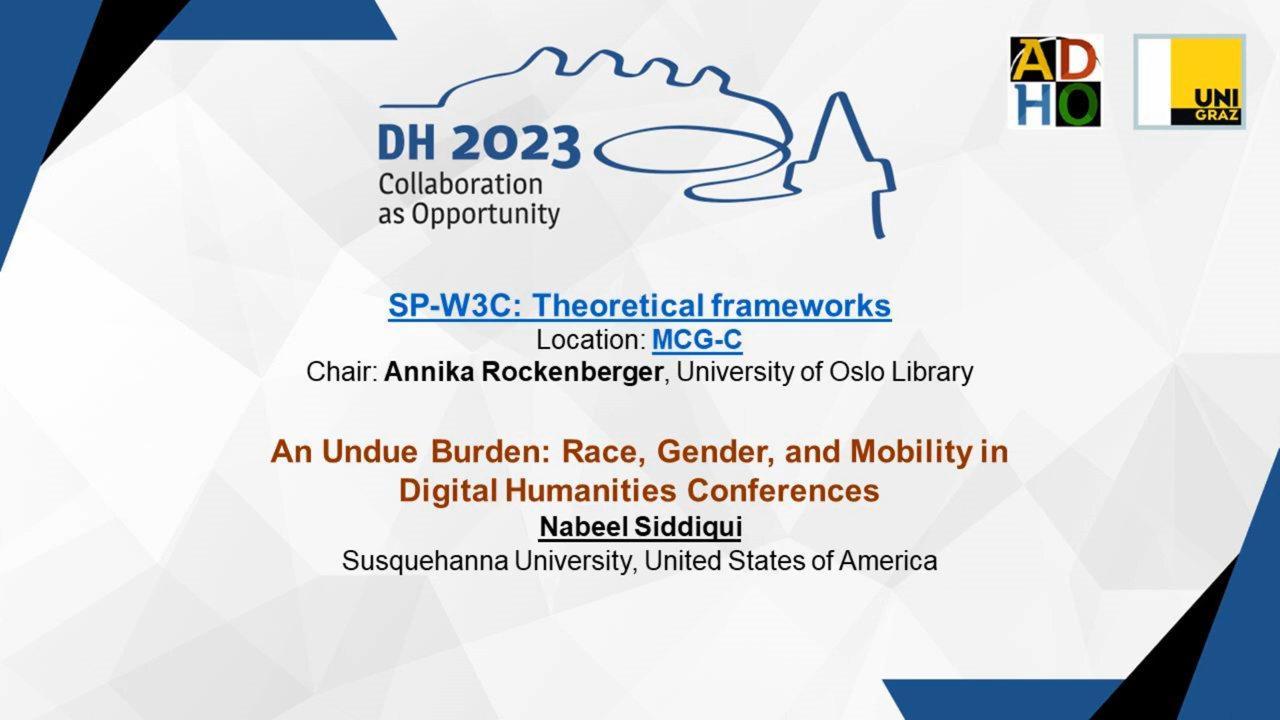 DH 2023
Collaboration
as Opportunity
AD
HO
UNI
GRAZ
SP-W3C: Theoretical frameworks
Location: MCG-C
Chair: Annika Rockenberger, University of Oslo Library
An Undue Burden: Race, Gender, and Mobility in
Digital Humanities Conferences
Nabeel Siddiqui
Susquehanna University, United States of America